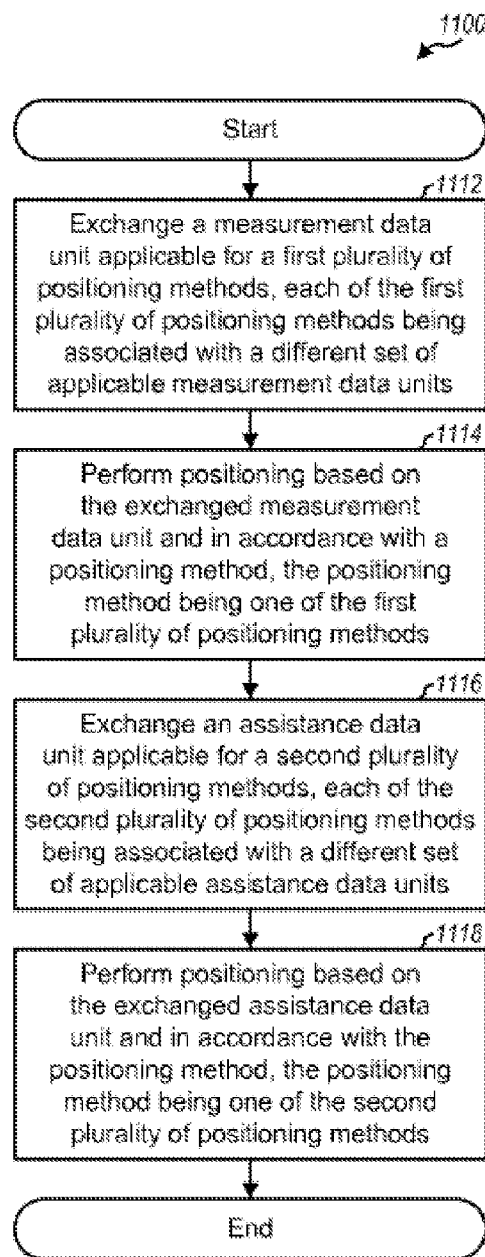 1100
Start
1112
Exchange a measurement data
unit applicable for a first plurality of
positioning methods, each of the first
plurality of positioning methods being
associated with a different set of
applicable measurement data units
1114
Perform positioning based on
the exchanged measurement
data unit and in accordance with a
positioning method, the positioning
method being one of the first
plurality of positioning methods
1116
Exchange an assistance data
unit applicable for a second plurality
of positioning methods, each of the
second plurality of positioning methods
being associated with a different set
of applicable assistance data units
1118
Perform positioning based on
the exchanged assistance data
unit and in accordance with the
positioning method, the positioning
method being one of the second
plurality of positioning methods
End